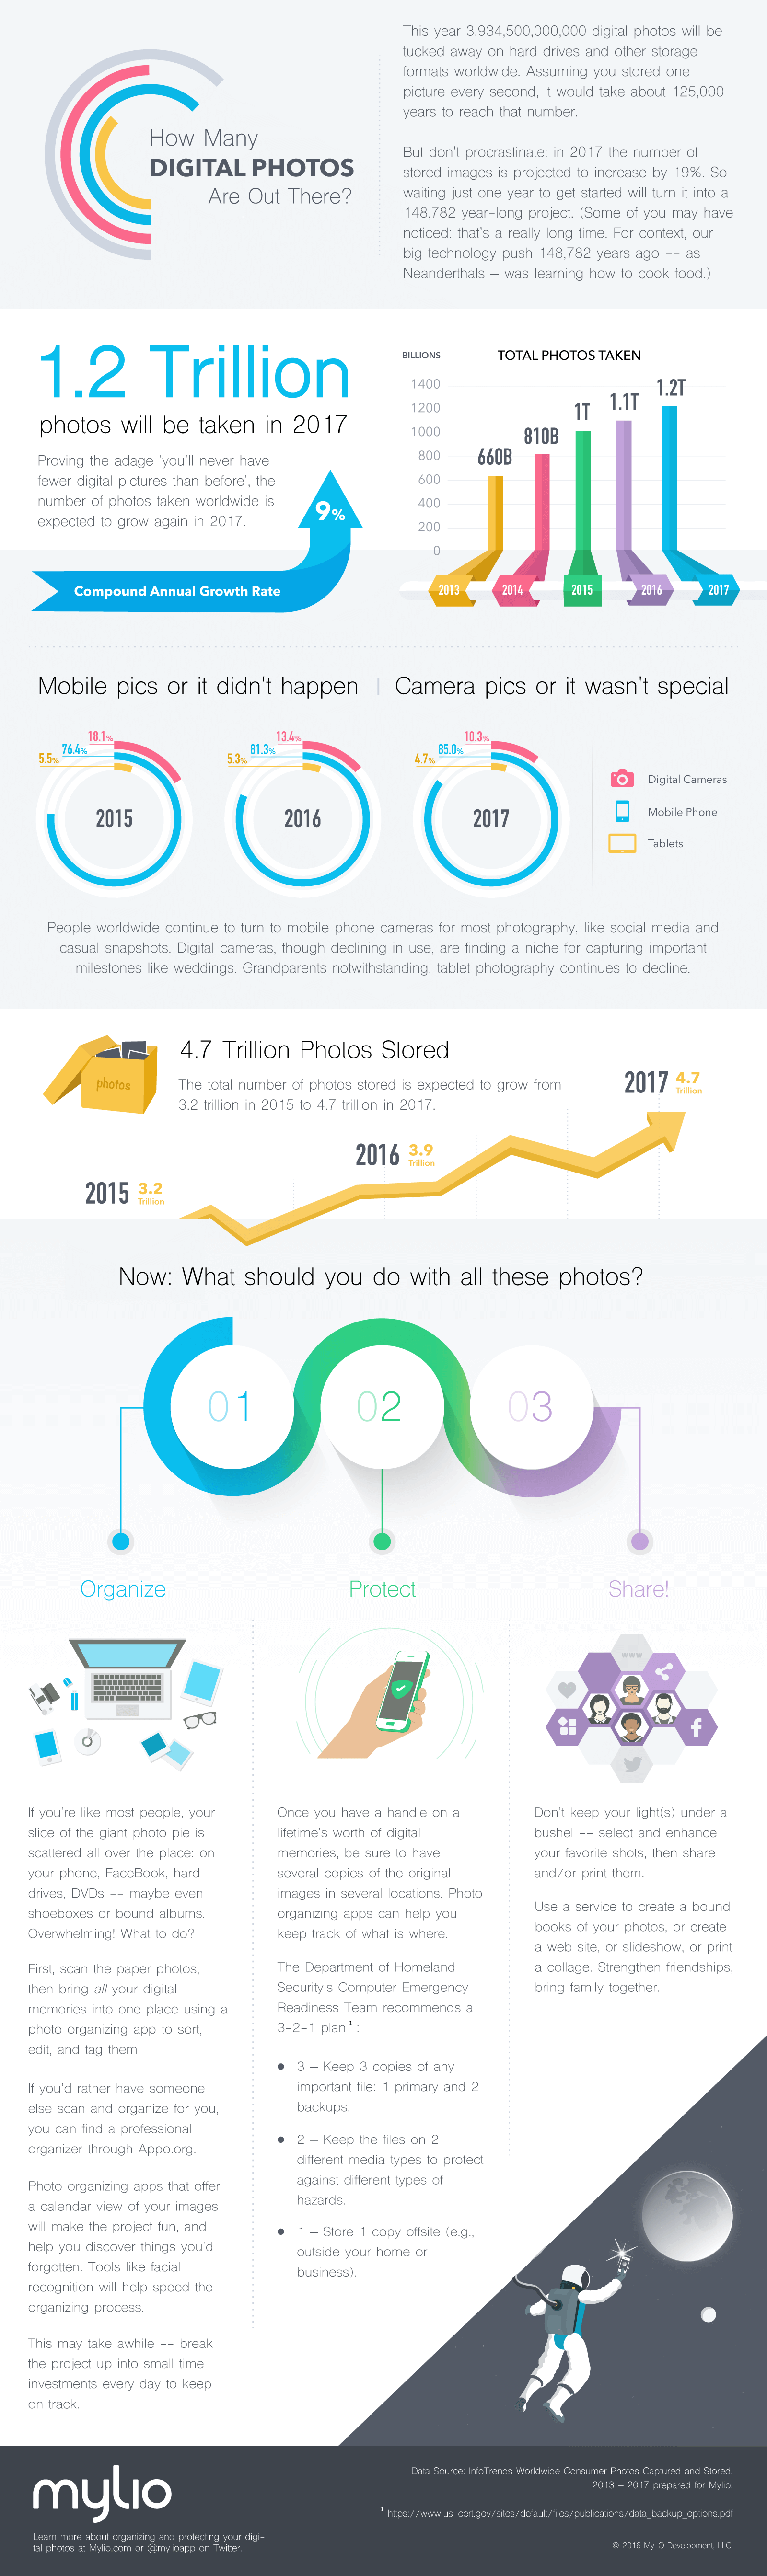 How Many
DIGITAL PHOTOS
Are Out There?
This year 3,934,500,000,000 digital photos will be
tucked away on hard drives and other storage
formats worldwide. Assuming you stored one
picture every second, it would take about 125,000
years to reach that number.
But don't procrastinate: in 2017 the number of
stored images is projected to increase by 19%. So
waiting just one year to get started will turn it into a
148,782 year-long project. (Some of you may have
noticed: that's a really long time. For context, our
big technology push 148,782 years ago -- as
Neanderthals – was learning how to cook food.)
1.2 Trillion
photos will be taken in 2017
Proving the adage 'you'll never have
fewer digital pictures than before', the
number of photos taken worldwide is
expected to grow again in 2017.
9%
Compound Annual Growth Rate
BILLIONS
TOTAL PHOTOS TAKEN
1400
1200
1000
800
600
400
200
0
660B
810B
1T
1.1T
1.2T
2013
2014
2015
2016
2017
Mobile pics or it didn't happen | Camera pics or it wasn't special
18.1%
76.4%
5.5%
2015
13.4%
81.3%
5.3%
2016
10.3%
85.0%
4.7%
2017
Digital Cameras
Mobile Phone
Tablets
People worldwide continue to turn to mobile phone cameras for most photography, like social media and
casual snapshots. Digital cameras, though declining in use, are finding a niche for capturing important
milestones like weddings. Grandparents notwithstanding, tablet photography continues to decline.
photos
4.7 Trillion Photos Stored
The total number of photos stored is expected to grow from
3.2 trillion in 2015 to 4.7 trillion in 2017.
2015 3.2
Trillion
2016 3.9
Trillion
2017 4.7
Trillion
Now: What should you do with all these photos?
01
02
03
Organize
Protect
Share!
www
f
If you're like most people, your
slice of the giant photo pie is
scattered all over the place: on
your phone, FaceBook, hard
drives, DVDs -- maybe even
shoeboxes or bound albums.
Overwhelming! What to do?
First, scan the paper photos,
then bring all your digital
memories into one place using a
photo organizing app to sort,
edit, and tag them.
If you'd rather have someone
else scan and organize for you,
you can find a professional
organizer through Appo.org.
Photo organizing apps that offer
a calendar view of your images
will make the project fun, and
help you discover things you'd
forgotten. Tools like facial
recognition will help speed the
organizing process.
This may take awhile -- break
the project up into small time
investments every day to keep
on track.
Once you have a handle on a
lifetime's worth of digital
memories, be sure to have
several copies of the original
images in several locations. Photo
organizing apps can help you
keep track of what is where.
The Department of Homeland
Security's Computer Emergency
Readiness Team recommends a
3-2-1 plan 1 :
● 3 – Keep 3 copies of any
important file: 1 primary and 2
backups.
● 2 – Keep the files on 2
different media types to protect
against different types of
hazards.
● 1 – Store 1 copy offsite (e.g.,
outside your home or
business).
Don't keep your light(s) under a
bushel -- select and enhance
your favorite shots, then share
and/or print them.
Use a service to create a bound
books of your photos, or create
a web site, or slideshow, or print
a collage. Strengthen friendships,
bring family together.
mylio
Learn more about organizing and protecting your digi-
tal photos at Mylio.com or @mylioapp on Twitter.
Data Source: InfoTrends Worldwide Consumer Photos Captured and Stored,
2013 – 2017 prepared for Mylio.
1 https://www.us-cert.gov/sites/default/files/publications/data_backup_options.pdf
© 2016 MyLO Development, LLC